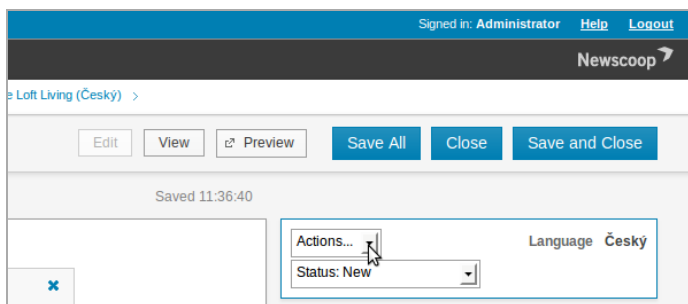 Signed in: Administrator Help Logout
Newscoop
e Loft Living (Český) >
Edit View Preview Save All Close Save and Close
Saved 11:36:40
Actions... Language Český
Status: New